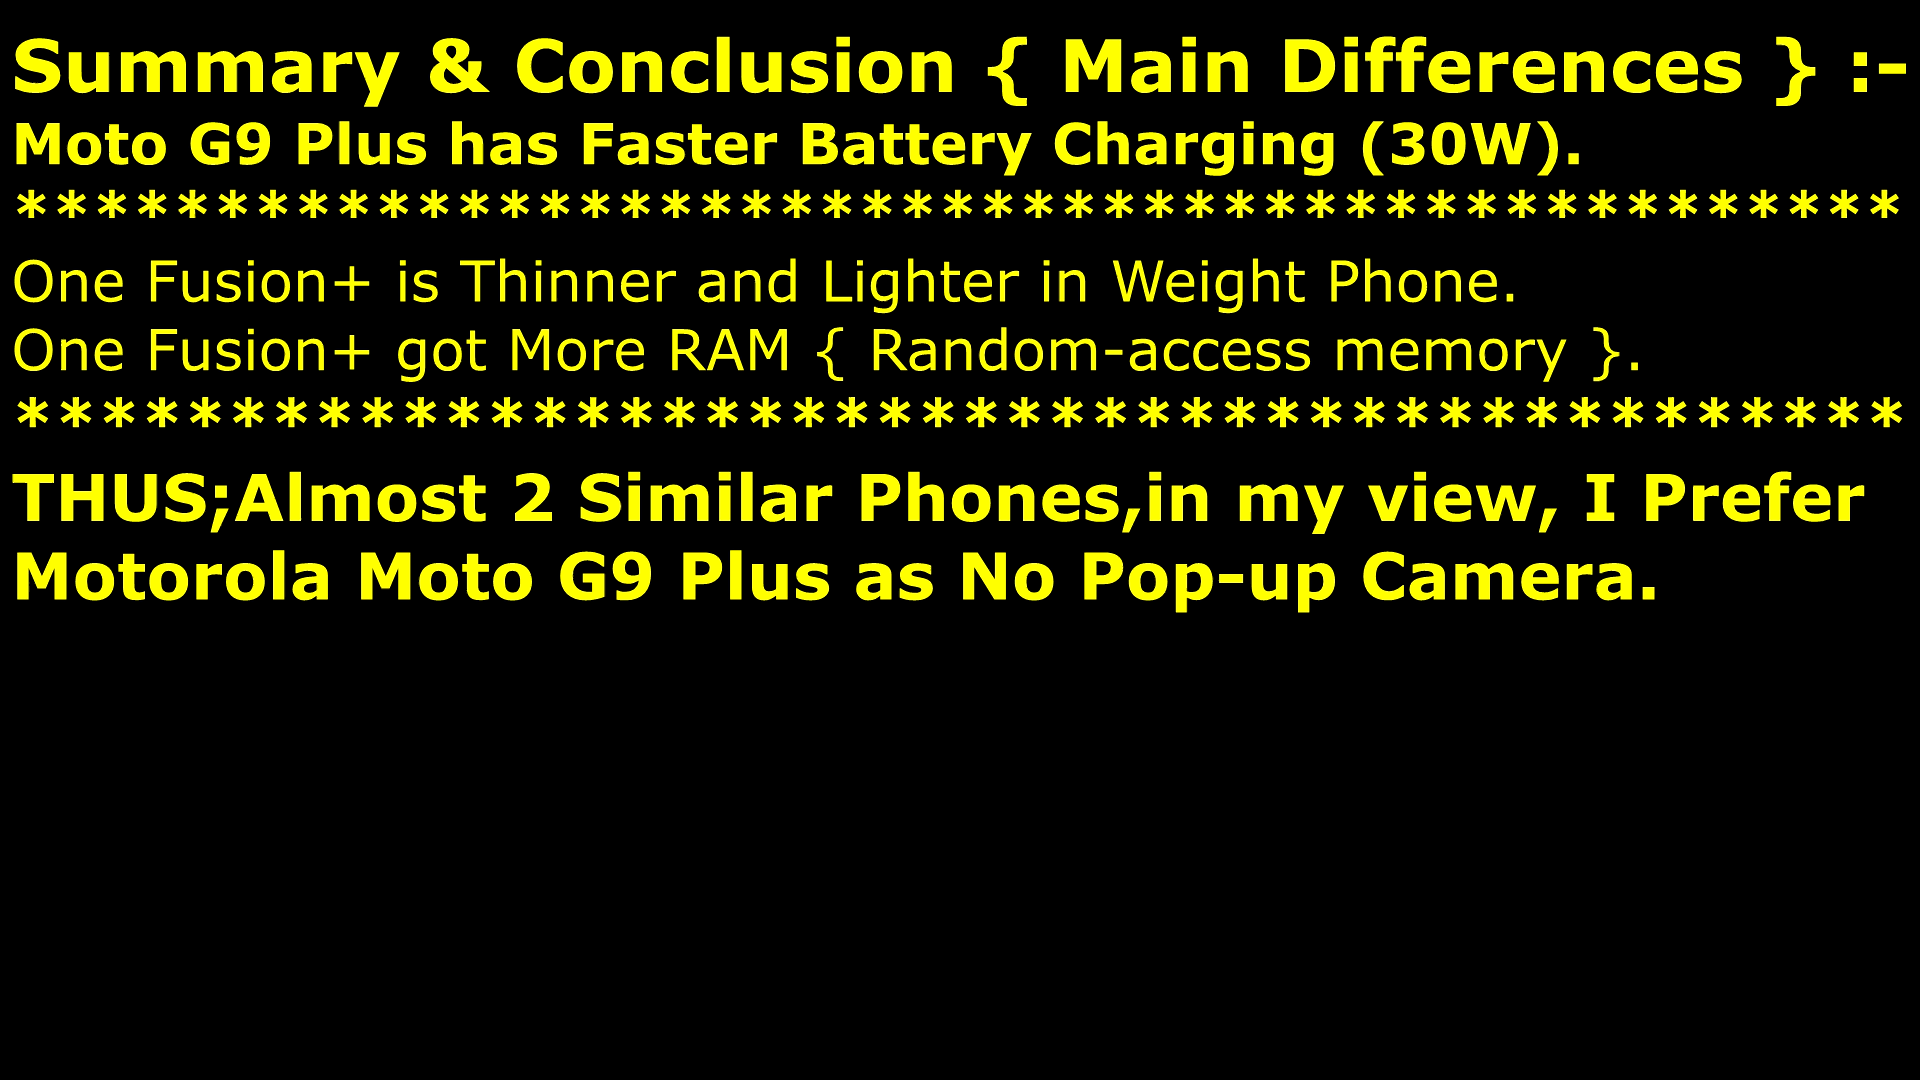 Summary & Conclusion { Main Differences } :-
Moto G9 Plus has Faster Battery Charging (30W).
***********************************************
One Fusion+ is Thinner and Lighter in Weight Phone.
One Fusion+ got More RAM { Random-access memory }.
********************************************
THUS;Almost 2 Similar Phones,in my view, I Prefer
Motorola Moto G9 Plus as No Pop-up Camera.